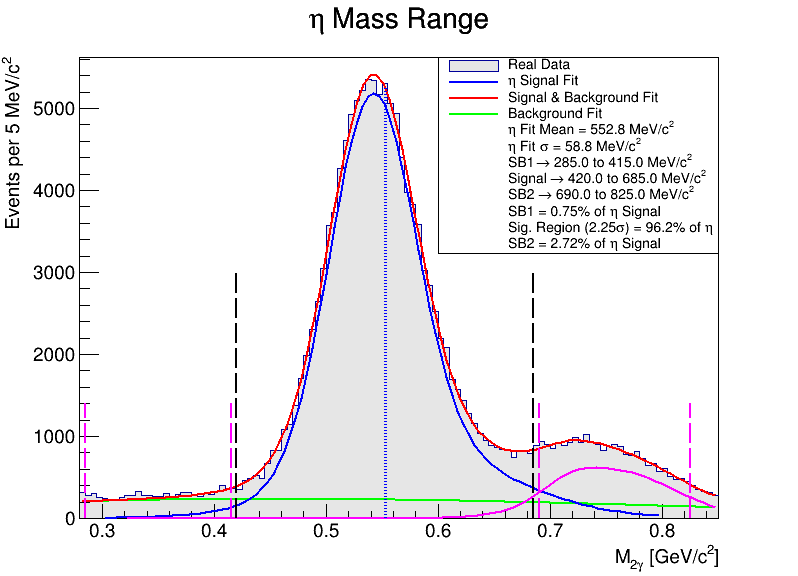 η Mass Range
Events per 5 MeV/c²
5000
4000
3000
2000
1000
0
Real Data
η Signal Fit
Signal & Background Fit
Background Fit
η Fit Mean = 552.8 MeV/c²
η Fit σ = 58.8 MeV/c²
SB1 → 285.0 to 415.0 MeV/c²
Signal → 420.0 to 685.0 MeV/c²
SB2 → 690.0 to 825.0 MeV/c²
SB1 = 0.75% of η Signal
Sig. Region (2.25σ) = 96.2% of η
SB2 = 2.72% of η Signal
0.3 0.4 0.5 0.6 0.7 0.8
M₂γ [GeV/c²]